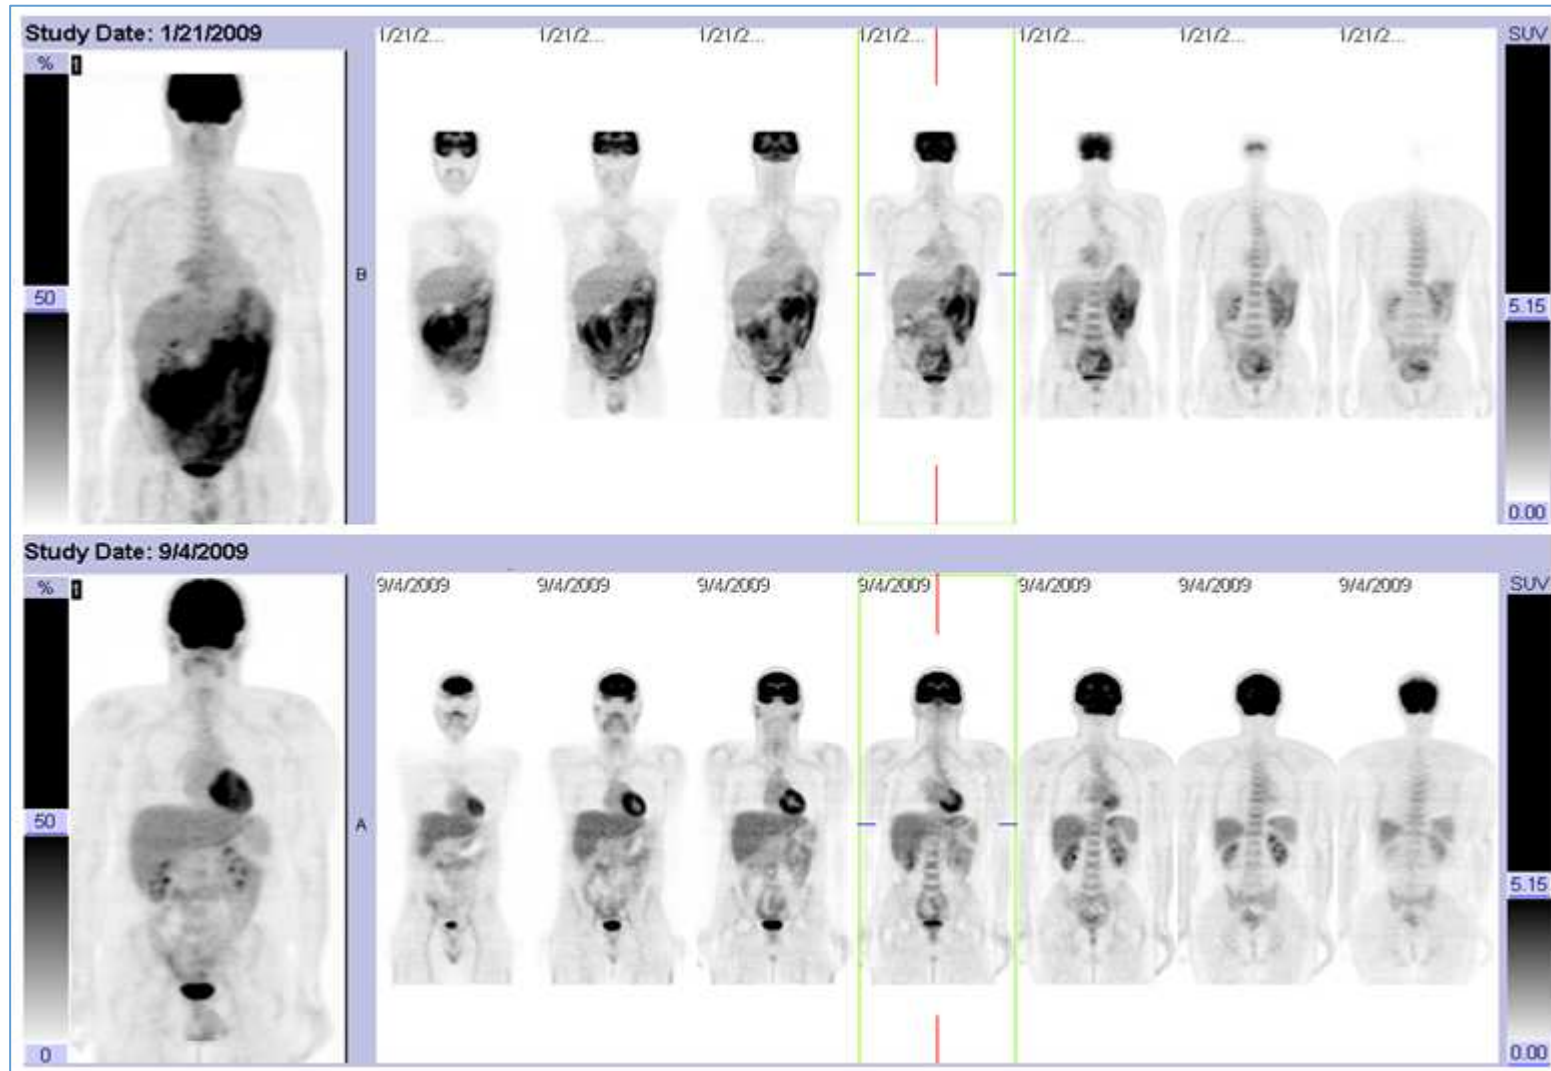 Study Date: 1/21/2009
1/21/2... 1/21/2... 1/21/2... 1/21/2... 1/21/2... 1/21/2... 1/21/2... SUV
% 1
B
50
5.15
0.00
Study Date: 9/4/2009
% 1 9/4/2009 9/4/2009 9/4/2009 9/4/2009 9/4/2009 9/4/2009 9/4/2009 SUV
50
A
5.15
0 0.00